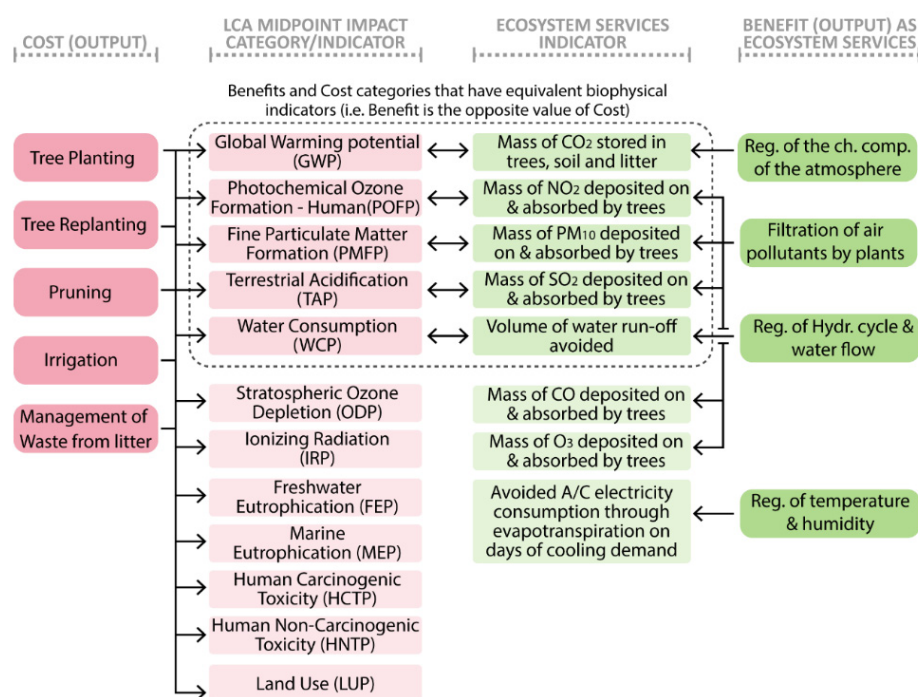 COST (OUTPUT)
LCA MIDPOINT IMPACT
CATEGORY/INDICATOR
ECOSYSTEM SERVICES
INDICATOR
BENEFIT (OUTPUT) AS
ECOSYSTEM SERVICES
Benefits and Cost categories that have equivalent biophysical
indicators (i.e. Benefit is the opposite value of Cost)
Tree Planting
Tree Replanting
Pruning
Irrigation
Management of
Waste from litter
Global Warming potential
(GWP)
Photochemical Ozone
Formation - Human(POFP)
Fine Particulate Matter
Formation (PMFP)
Terrestrial Acidification
(TAP)
Water Consumption
(WCP)
Stratospheric Ozone
Depletion (ODP)
Ionizing Radiation
(IRP)
Freshwater
Eutrophication (FEP)
Marine
Eutrophication (MEP)
Human Carcinogenic
Toxicity (HCTP)
Human Non-Carcinogenic
Toxicity (HNTP)
Land Use (LUP)
Mass of CO2 stored in
trees, soil and litter
Mass of NO2 deposited on
& absorbed by trees
Mass of PM10 deposited
on & absorbed by trees
Mass of SO2 deposited on
& absorbed by trees
Volume of water run-off
avoided
Mass of CO deposited on
& absorbed by trees
Mass of O3 deposited on
& absorbed by trees
Avoided A/C electricity
consumption through
evapotranspiration on
days of cooling demand
Reg. of the ch. comp.
of the atmosphere
Filtration of air
pollutants by plants
Reg. of Hydr. cycle &
water flow
Reg. of temperature
& humidity